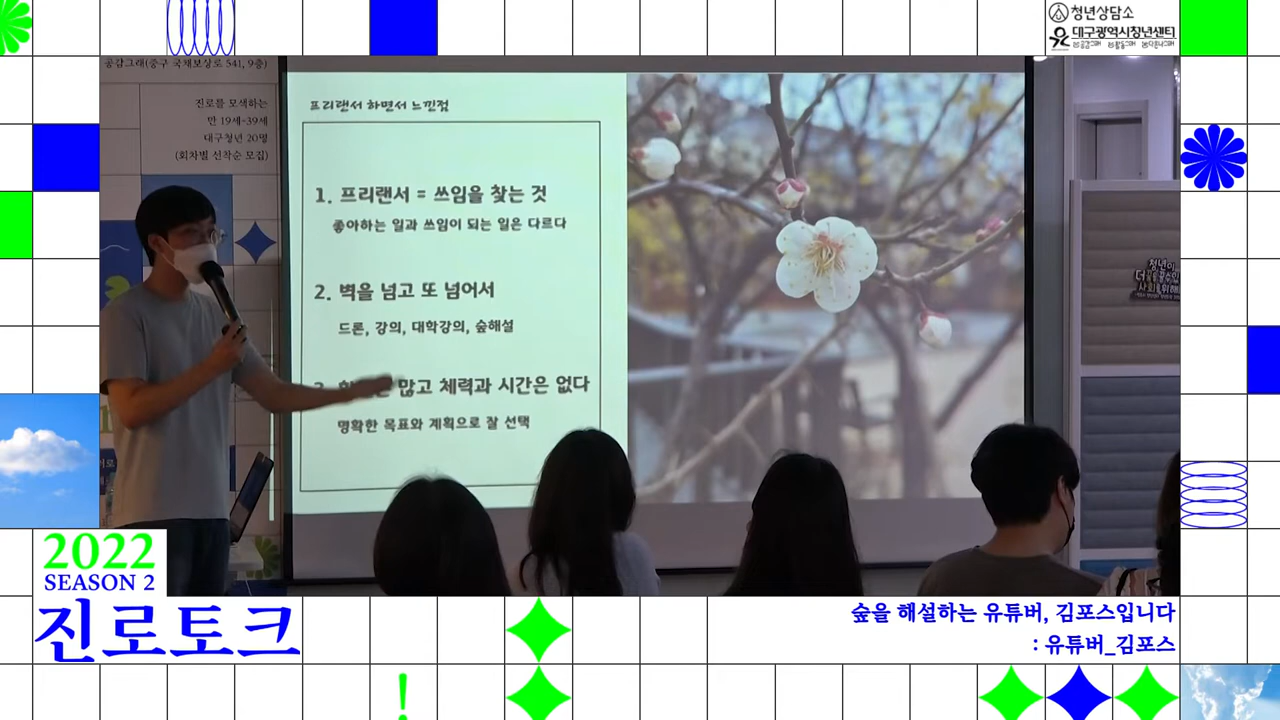 청년상담소
대구광역시청년센터
공감그래(중구 국채보상로 541, 9층)
진로를 모색하는
만 19세-39세
대구청년 20명
(회차별 선착순 모집)
프리랜서 하면서 느낀점
1. 프리랜서 = 쓰임을 찾는 것
좋아하는 일과 쓰임이 되는 일은 다르다
2. 벽을 넘고 또 넘어서
드론, 강의, 대학강의, 숲해설
많고 체력과 시간은 없다
명확한 목표와 계획으로 잘 선택
청년이
사회를 위해
2022
SEASON 2
진로토크
숲을 해설하는 유튜버, 김포스입니다
: 유튜버_김포스